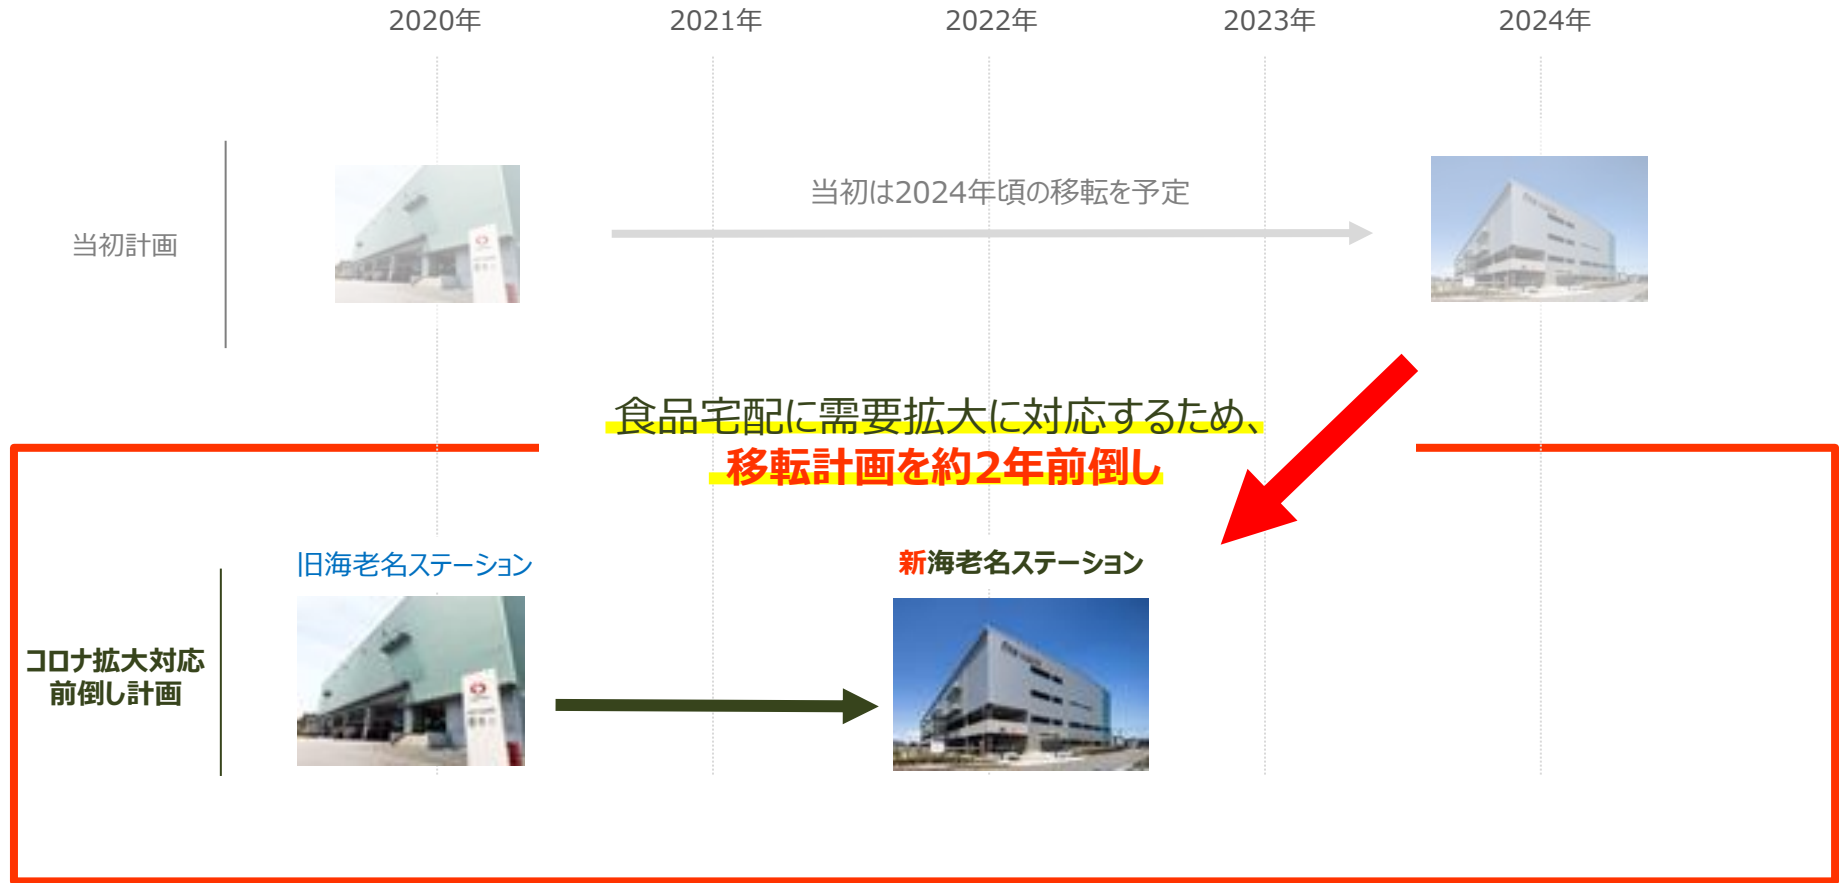 2020年 2021年 2022年 2023年 2024年
当初計画
当初は2024年頃の移転を予定
食品宅配に需要拡大に対応するため、
移転計画を約2年前倒し
コロナ拡大対応
前倒し計画
旧海老名ステーション
新海老名ステーション